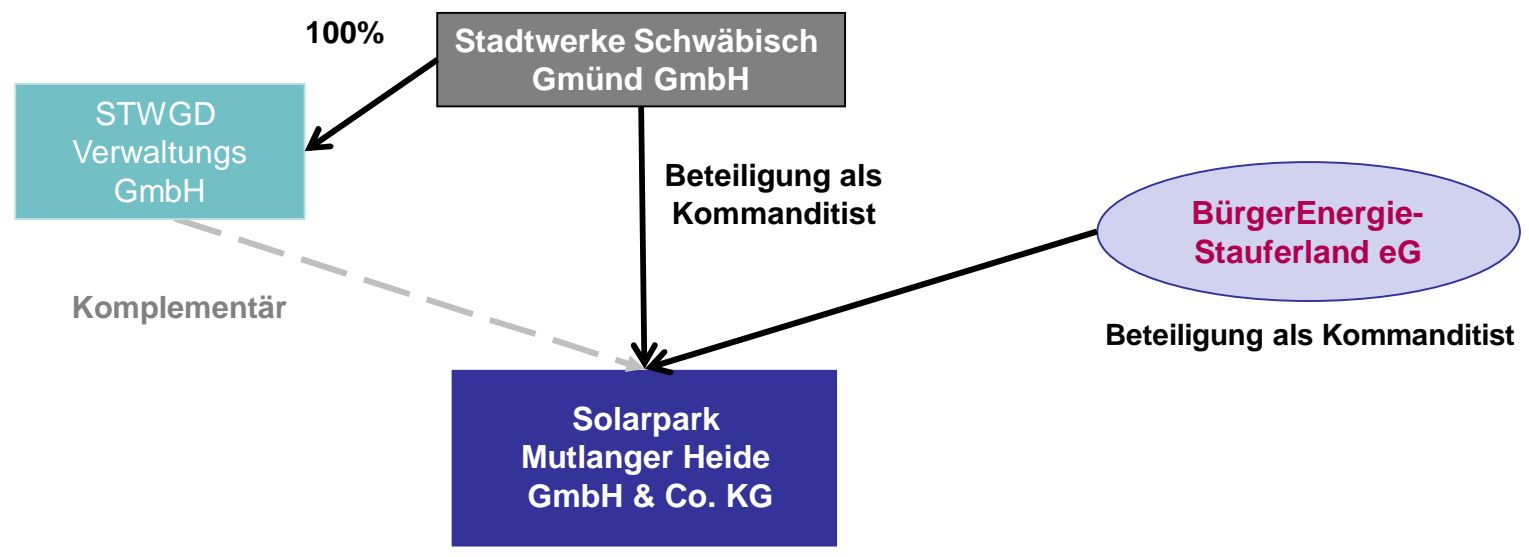 100%
Stadtwerke Schwäbisch
Gmünd GmbH
STWGD
Verwaltungs
GmbH
Beteiligung als
Kommanditist
BürgerEnergie-
Stauferland eG
Komplementär
Beteiligung als Kommanditist
Solarpark
Mutlanger Heide
GmbH & Co. KG